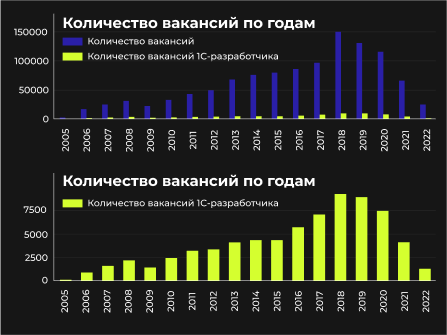 Количество вакансий по годам
Количество вакансий
Количество вакансий 1С-разработчика
150000
100000
50000
0
2005 2006 2007 2008 2009 2010 2011 2012 2013 2014 2015 2016 2017 2018 2019 2020 2021 2022
Количество вакансий по годам
Количество вакансий 1С-разработчика
7500
5000
2500
0
2005 2006 2007 2008 2009 2010 2011 2012 2013 2014 2015 2016 2017 2018 2019 2020 2021 2022